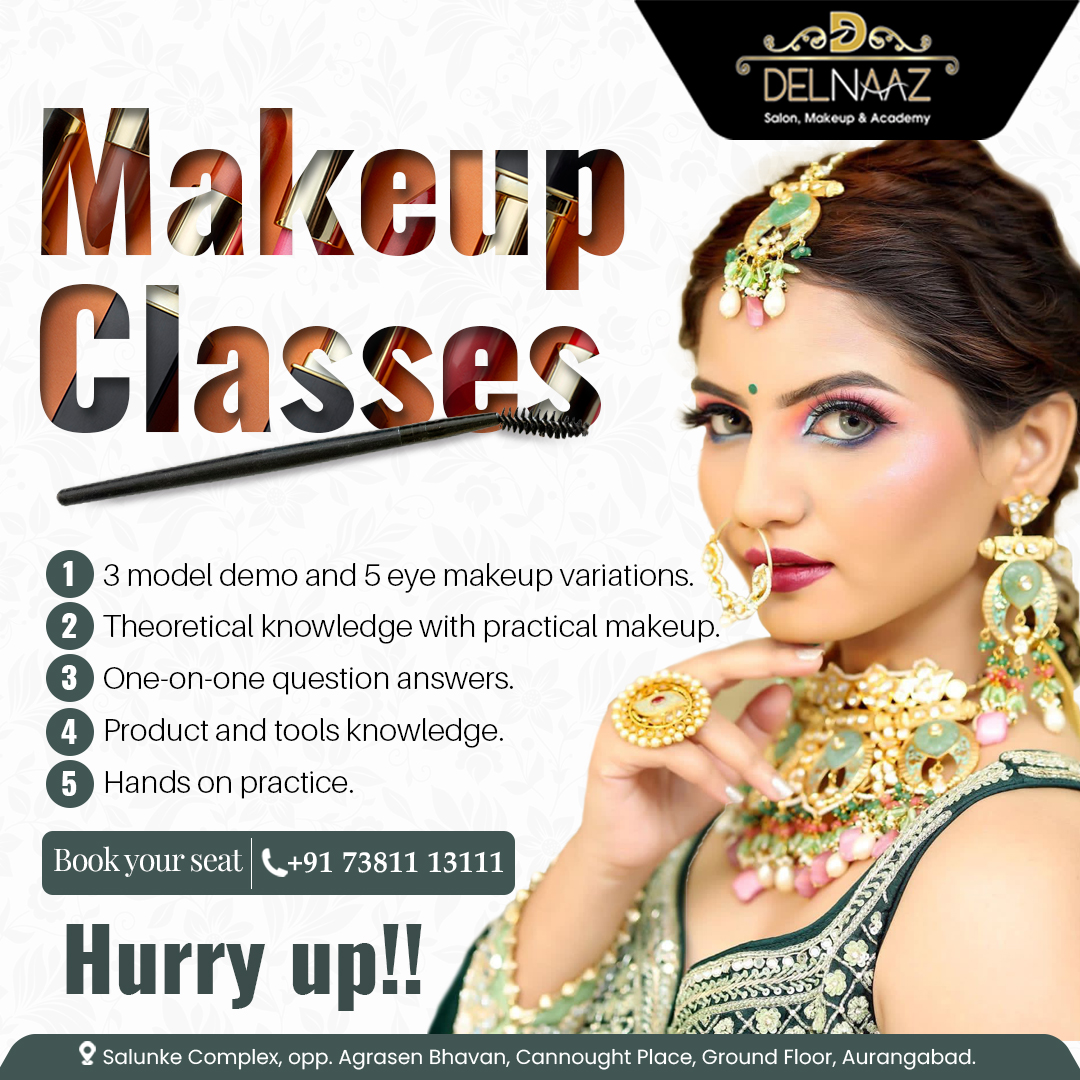 D
DELNAAZ
Salon, Makeup & Academy
Makeup
Classes
1 3 model demo and 5 eye makeup variations.
2 Theoretical knowledge with practical makeup.
3 One-on-one question answers.
4 Product and tools knowledge.
5 Hands on practice.
Book your seat +91 73811 13111
Hurry up!!
Salunke Complex, opp. Agrasen Bhavan, Cannought Place, Ground Floor, Aurangabad.